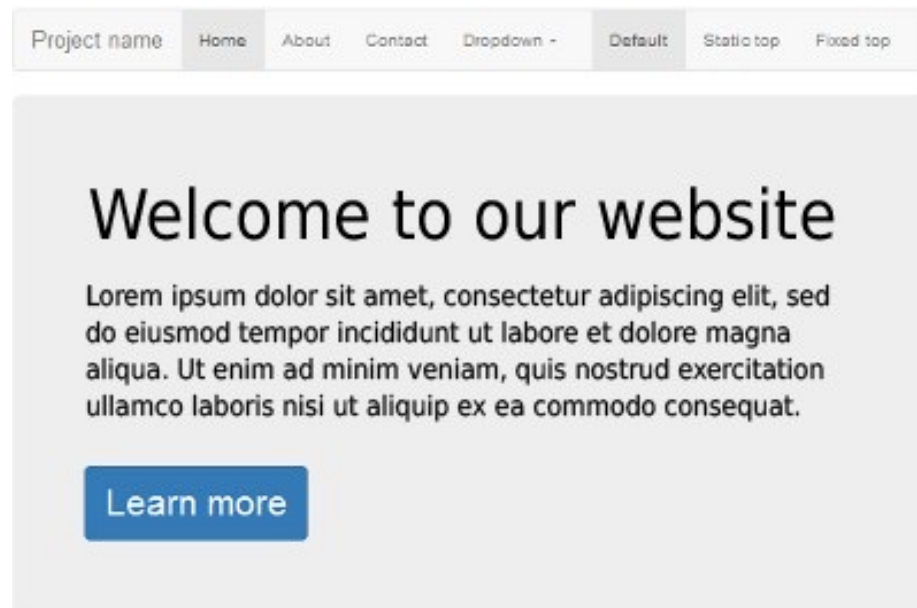 Project name Home About Contact Dropdown Default Static top Fixed top
Welcome to our website
Lorem ipsum dolor sit amet, consectetur adipiscing elit, sed
do eiusmod tempor incididunt ut labore et dolore magna
aliqua. Ut enim ad minim veniam, quis nostrud exercitation
ullamco laboris nisi ut aliquip ex ea commodo consequat.
Learn more